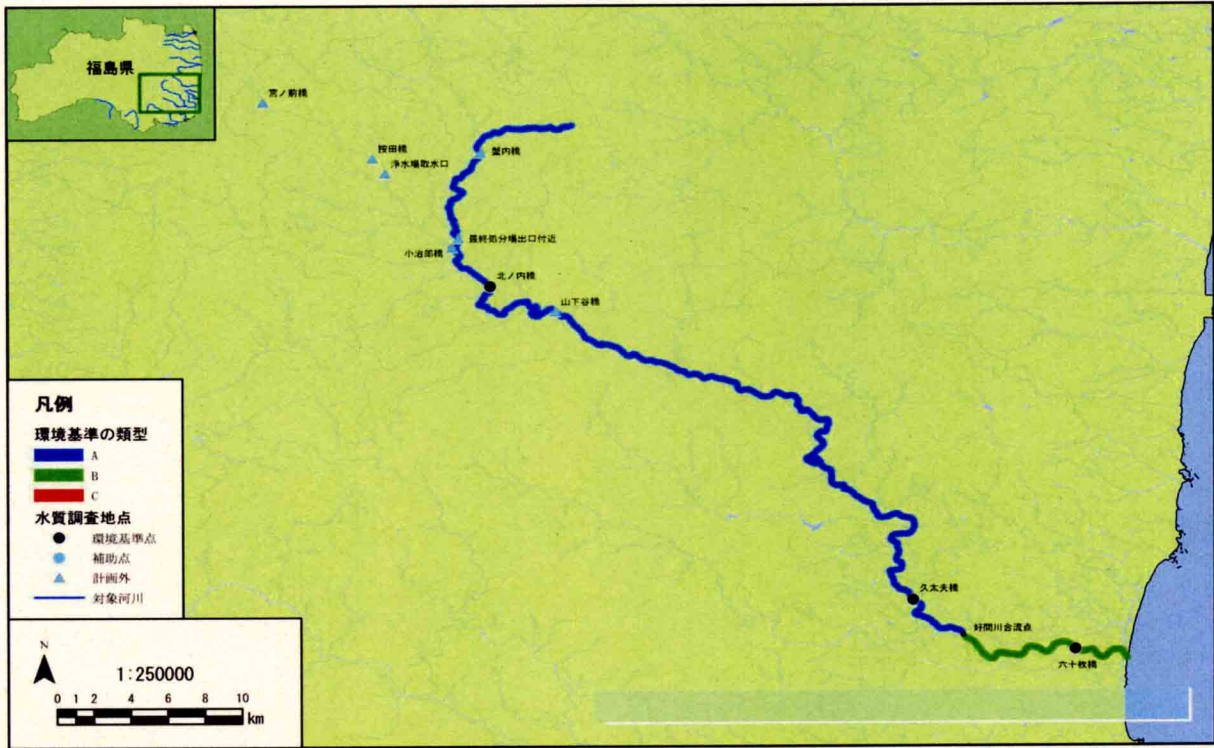 福島県
宮ノ前橋
按田橋
浄水場取水口
蟹内橋
最終処分場出口付近
小治郎橋
北ノ内橋
山下谷橋
久太夫橋
好間川合流点
六十枚橋
凡例
環境基準の類型
A
B
C
水質調査地点
環境基準点
補助点
計画外
対象河川
N
1:250000
0 1 2 4 6 8 10
km